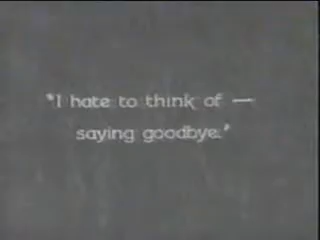 "I hate to think of —
saying goodbye."